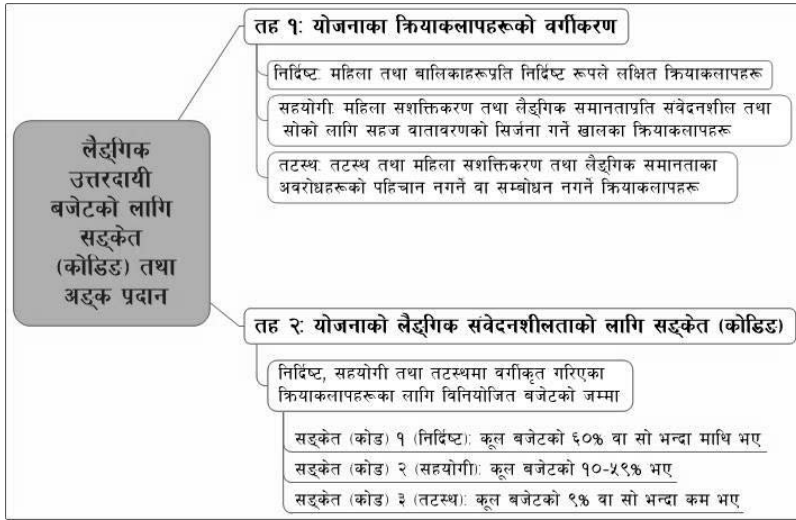 लैङ्गिक
उत्तरदायी
बजेटको लागि
सङ्केत
(कोडिङ) तथा
अङ्क प्रदान
तह १: योजनाका क्रियाकलापहरूको वर्गीकरण
निर्दिष्ट: महिला तथा बालिकाहरूप्रति निर्दिष्ट रूपले लक्षित क्रियाकलापहरू
सहयोगी: महिला सशक्तिकरण तथा लैङ्गिक समानताप्रति संवेदनशील तथा
सोको लागि सहज वातावरणको सिर्जना गर्ने खालका क्रियाकलापहरू
तटस्थ: तटस्थ तथा महिला सशक्तिकरण तथा लैङ्गिक समानताका
अवरोधहरूको पहिचान नगर्ने वा सम्बोधन नगर्ने क्रियाकलापहरू
तह २: योजनाको लैङ्गिक संवेदनशीलताको लागि सङ्केत (कोडिङ)
निर्दिष्ट, सहयोगी तथा तटस्थमा वर्गीकृत गरिएका
क्रियाकलापहरूका लागि विनियोजित बजेटको जम्मा
सङ्केत (कोड) १ (निर्दिष्ट): कूल बजेटको ६०% वा सो भन्दा माथि भए
सङ्केत (कोड) २ (सहयोगी): कूल बजेटको १०-५९% भए
सङ्केत (कोड) ३ (तटस्थ): कूल बजेटको ९% वा सो भन्दा कम भए